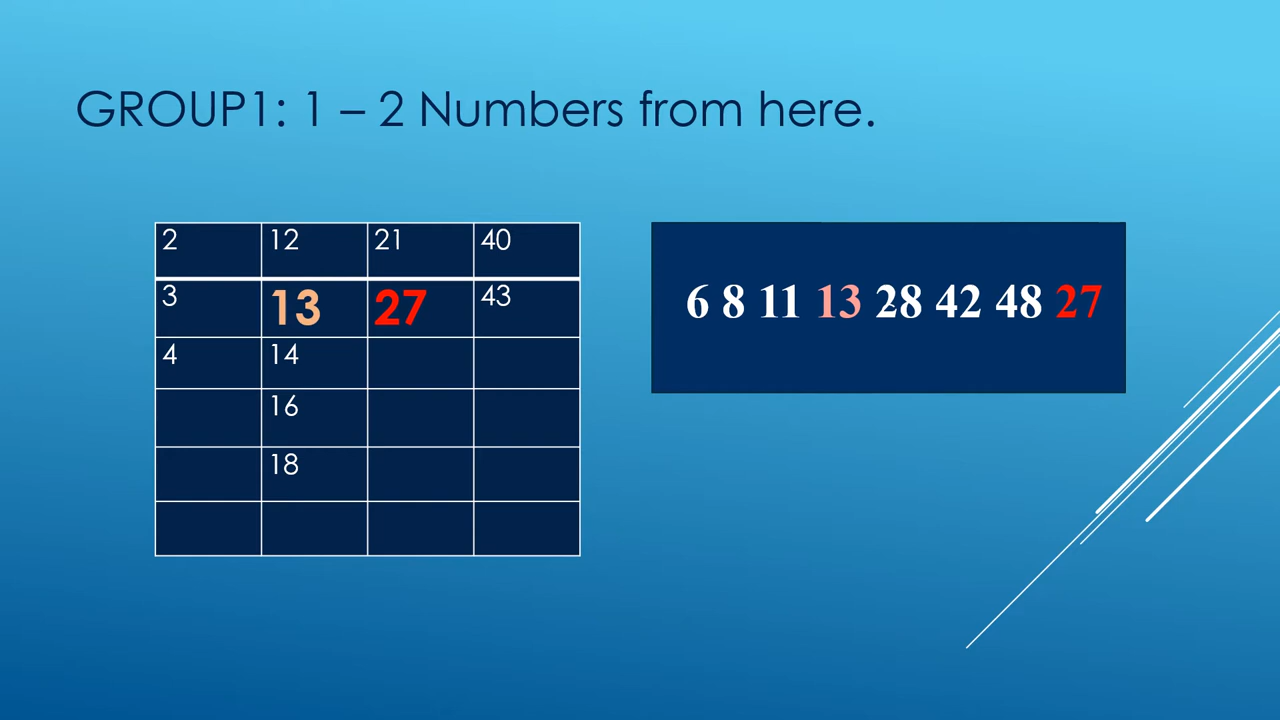 GROUP1: 1 – 2 Numbers from here.
2 12 21 40
3 13 27 43
4 14
16
18
6 8 11 13 28 42 48 27